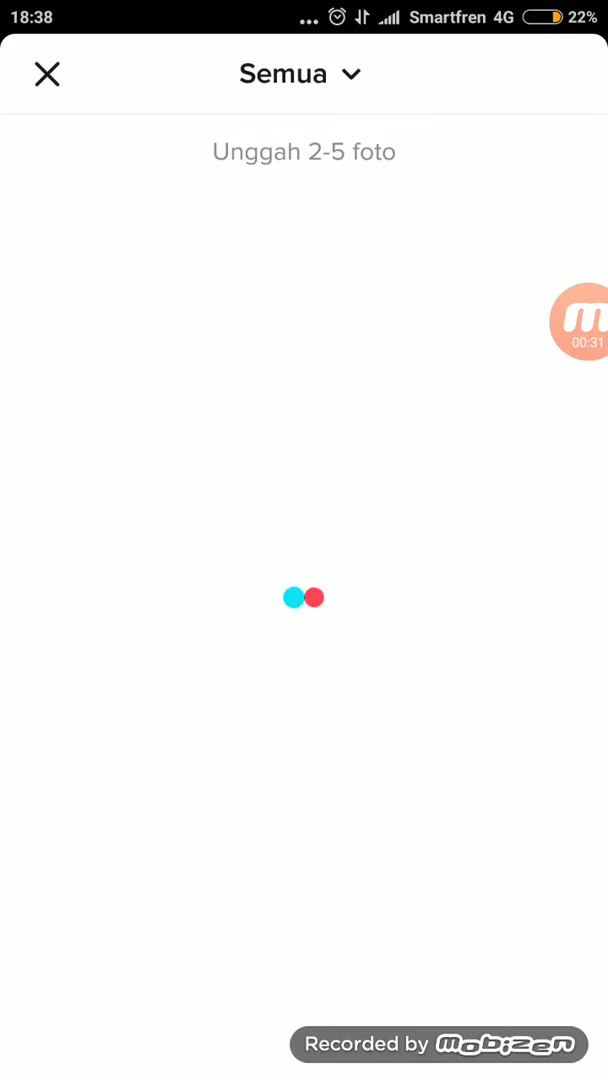 18:38 ... Smartfren 4G 22%
Semua
Unggah 2-5 foto
m
00:31
Recorded by mobizen